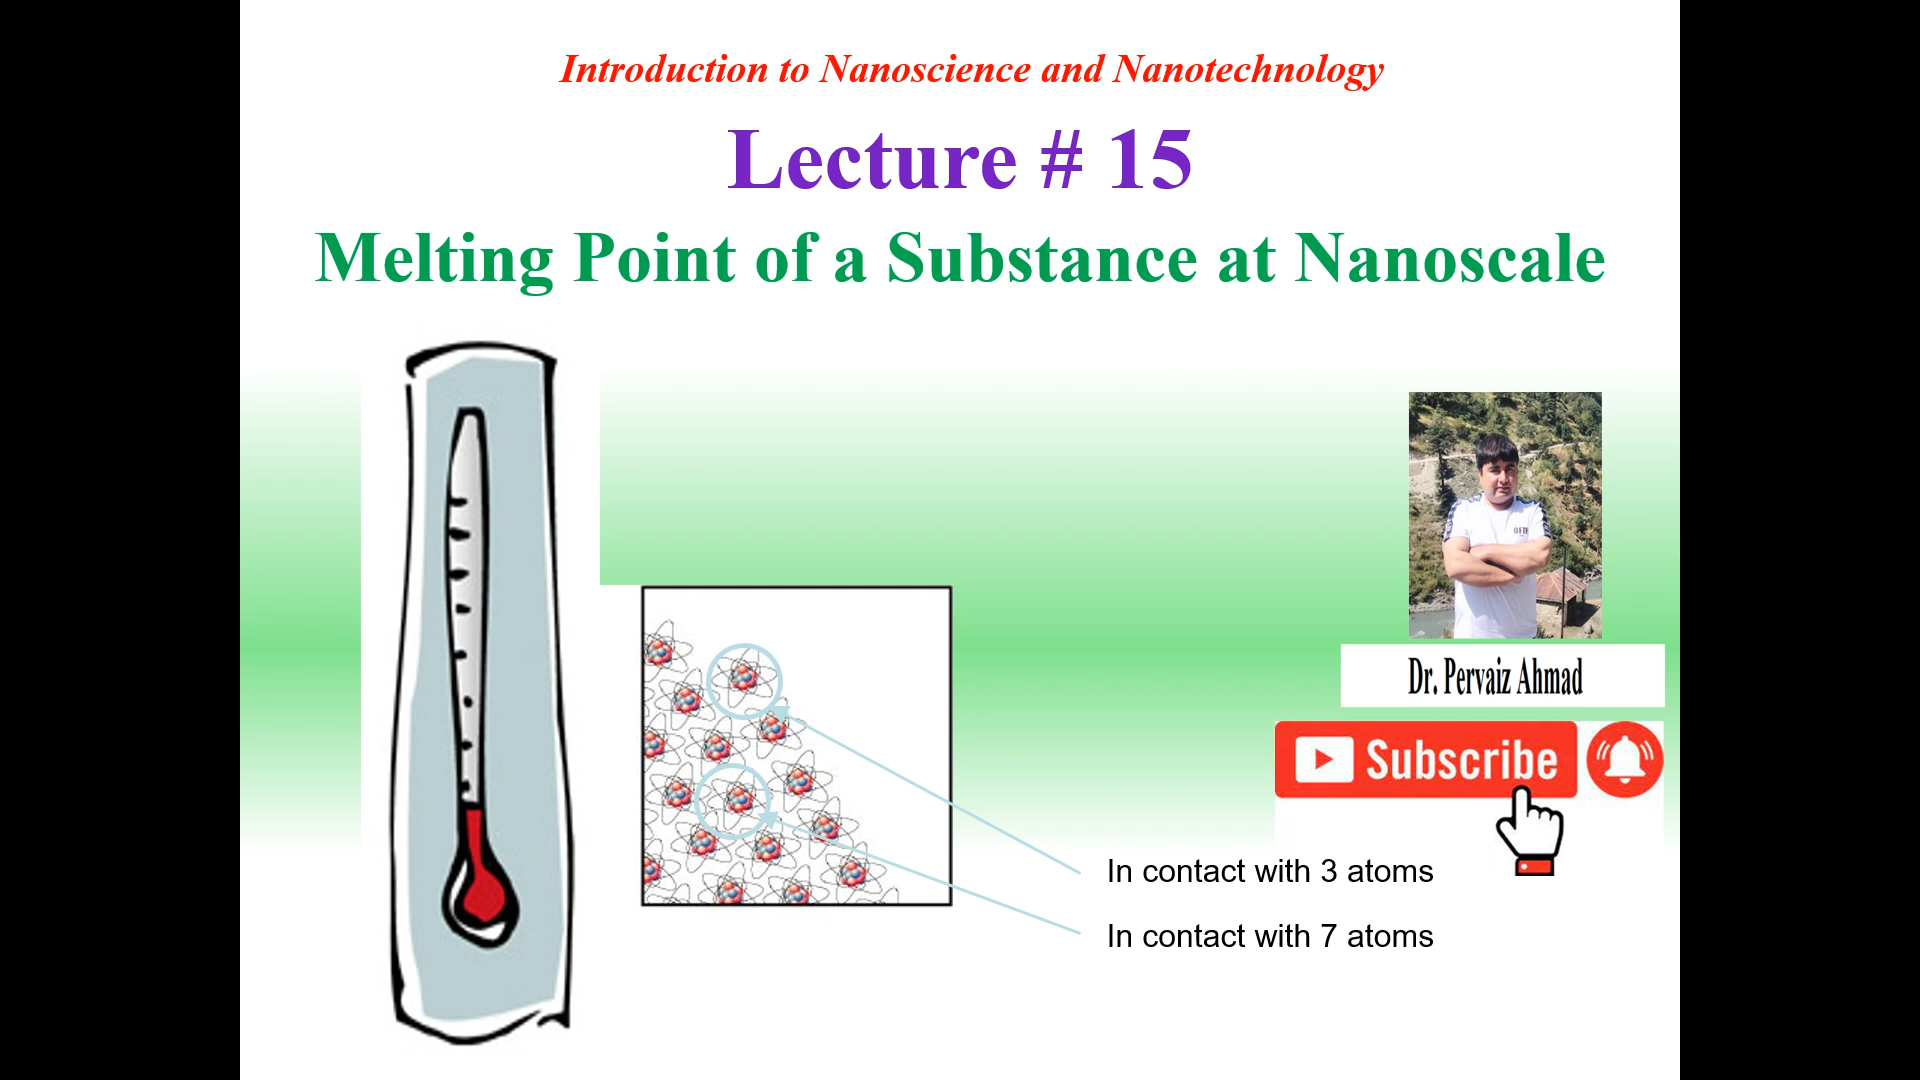 Introduction to Nanoscience and Nanotechnology
Lecture # 15
Melting Point of a Substance at Nanoscale
Dr. Pervaiz Ahmad
Subscribe
In contact with 3 atoms
In contact with 7 atoms